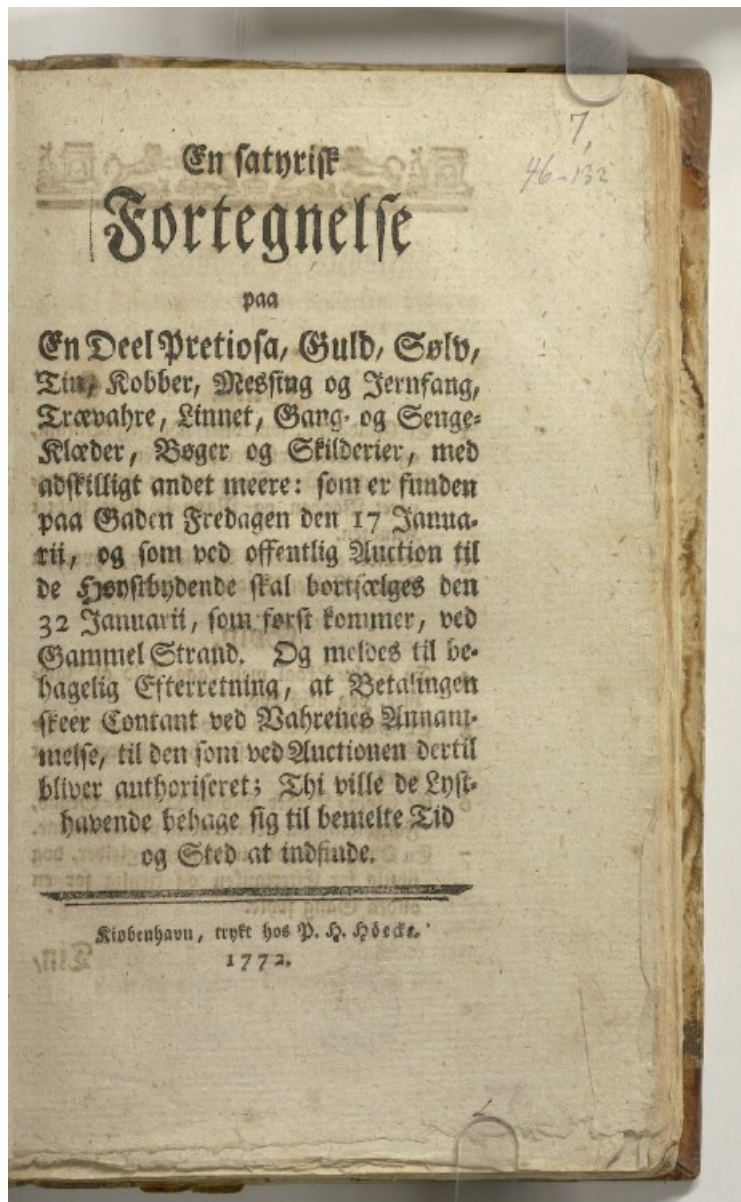 7,
46-132
En satyrisk
Fortegnelse
paa
En Deel Pretiosa, Guld, Sølv,
Tin, Kobber, Messing og Jernfang,
Trævahre, Linnet, Gang- og Senge-
Klæder, Bøger og Skilderier, med
adskilligt andet meere: som er funden
paa Gaden Fredagen den 17 Janua-
rii, og som ved offentlig Auction til
de Høystbydende skal bortsælges den
32 Januarii, som først kommer, ved
Gammel Strand. Og meldes til be-
hagelig Efterretning, at Betalingen
skeer Contant ved Vahrenes Annam-
melse, til den som ved Auctionen dertil
bliver authoriseret; Thi ville de Lyst-
havende behage sig til bemelte Tid
og Sted at indfinde.
Kiøbenhavn, trykt hos P. H. Höecke.
1772.